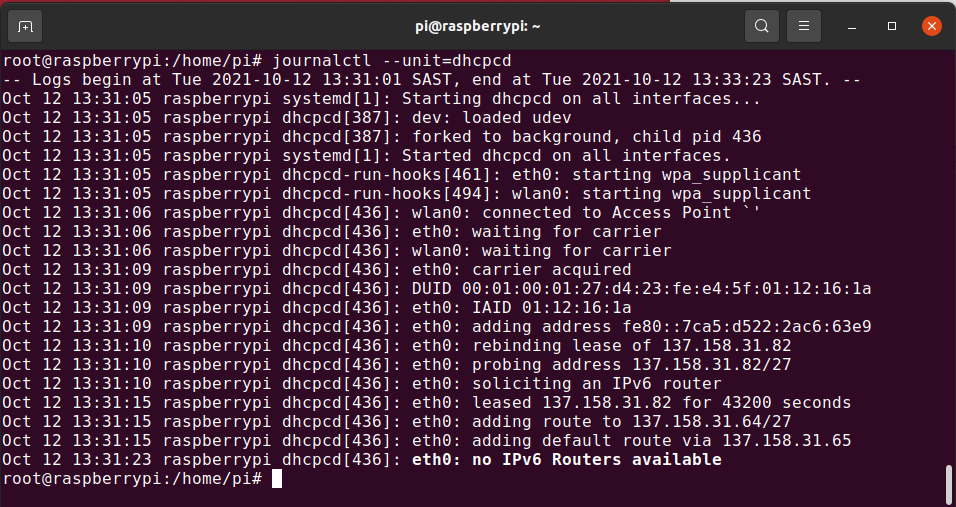 pi@raspberrypi: ~
root@raspberrypi:/home/pi# journalctl --unit=dhcpcd
-- Logs begin at Tue 2021-10-12 13:31:01 SAST, end at Tue 2021-10-12 13:33:23 SAST. --
Oct 12 13:31:05 raspberrypi systemd[1]: Starting dhcpcd on all interfaces...
Oct 12 13:31:05 raspberrypi dhcpcd[387]: dev: loaded udev
Oct 12 13:31:05 raspberrypi dhcpcd[387]: forked to background, child pid 436
Oct 12 13:31:05 raspberrypi systemd[1]: Started dhcpcd on all interfaces.
Oct 12 13:31:05 raspberrypi dhcpcd-run-hooks[461]: eth0: starting wpa_supplicant
Oct 12 13:31:05 raspberrypi dhcpcd-run-hooks[494]: wlan0: starting wpa_supplicant
Oct 12 13:31:06 raspberrypi dhcpcd[436]: wlan0: connected to Access Point `'
Oct 12 13:31:06 raspberrypi dhcpcd[436]: eth0: waiting for carrier
Oct 12 13:31:06 raspberrypi dhcpcd[436]: wlan0: waiting for carrier
Oct 12 13:31:09 raspberrypi dhcpcd[436]: eth0: carrier acquired
Oct 12 13:31:09 raspberrypi dhcpcd[436]: DUID 00:01:00:01:27:d4:23:fe:e4:5f:01:12:16:1a
Oct 12 13:31:09 raspberrypi dhcpcd[436]: eth0: IAID 01:12:16:1a
Oct 12 13:31:09 raspberrypi dhcpcd[436]: eth0: adding address fe80::7ca5:d522:2ac6:63e9
Oct 12 13:31:10 raspberrypi dhcpcd[436]: eth0: rebinding lease of 137.158.31.82
Oct 12 13:31:10 raspberrypi dhcpcd[436]: eth0: probing address 137.158.31.82/27
Oct 12 13:31:10 raspberrypi dhcpcd[436]: eth0: soliciting an IPv6 router
Oct 12 13:31:15 raspberrypi dhcpcd[436]: eth0: leased 137.158.31.82 for 43200 seconds
Oct 12 13:31:15 raspberrypi dhcpcd[436]: eth0: adding route to 137.158.31.64/27
Oct 12 13:31:15 raspberrypi dhcpcd[436]: eth0: adding default route via 137.158.31.65
Oct 12 13:31:23 raspberrypi dhcpcd[436]: eth0: no IPv6 Routers available
root@raspberrypi:/home/pi#